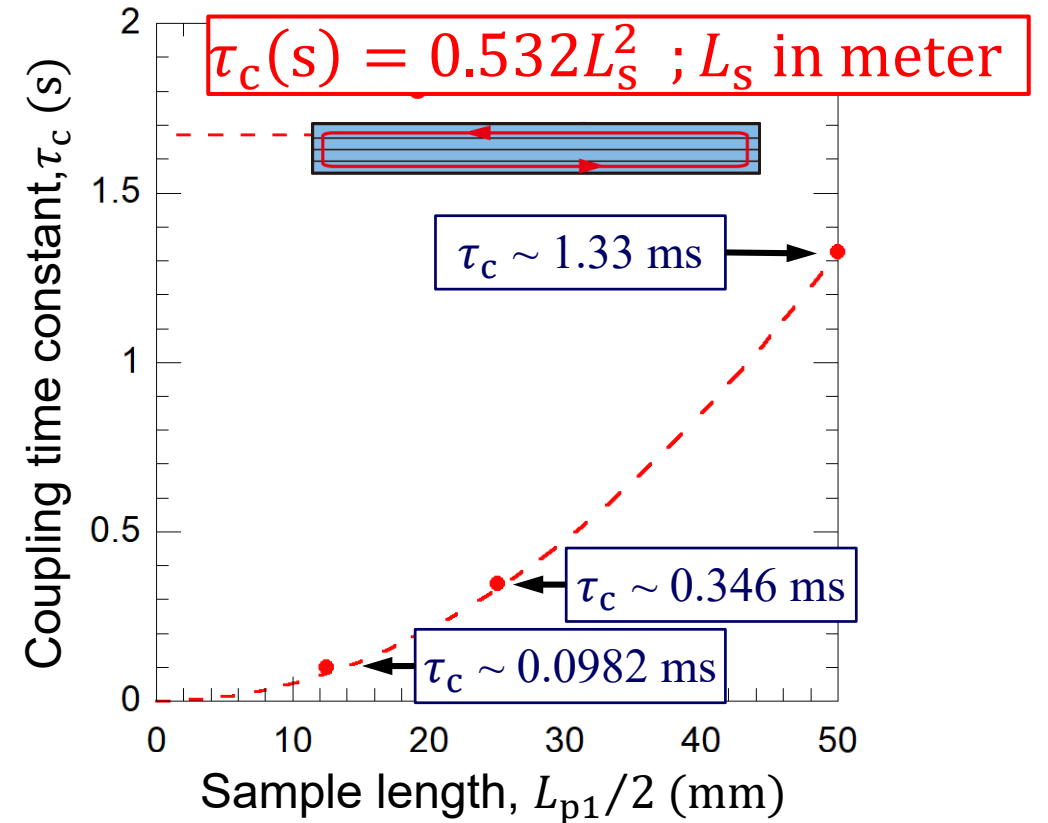 τc(s) = 0.532Ls² ; Ls in meter
τc ~ 1.33 ms
τc ~ 0.346 ms
τc ~ 0.0982 ms
Coupling time constant,τc (s)
2
1.5
1
0.5
0
0 10 20 30 40 50
Sample length, Lp1/2 (mm)